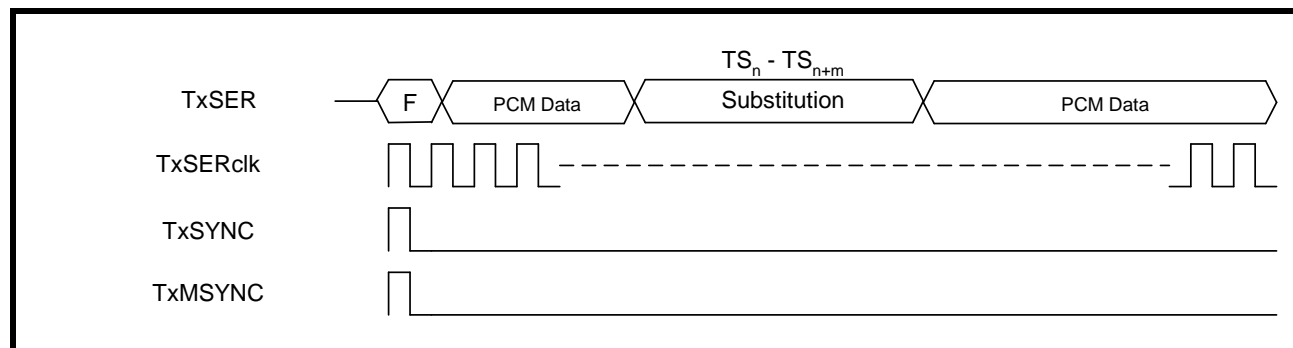 TSn - TSn+m
TxSER F PCM Data Substitution PCM Data
TxSERclk
TxSYNC
TxMSYNC